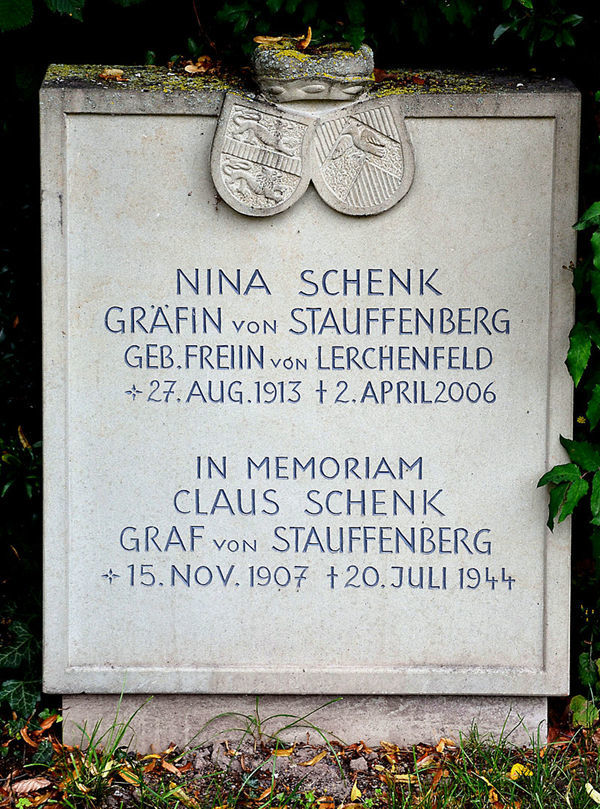 NINA SCHENK
GRÄFIN VON STAUFFENBERG
GEB. FREIIN VON LERCHENFELD
✧ 27. AUG. 1913 † 2. APRIL 2006
IN MEMORIAM
CLAUS SCHENK
GRAF VON STAUFFENBERG
✧ 15. NOV. 1907 † 20. JULI 1944